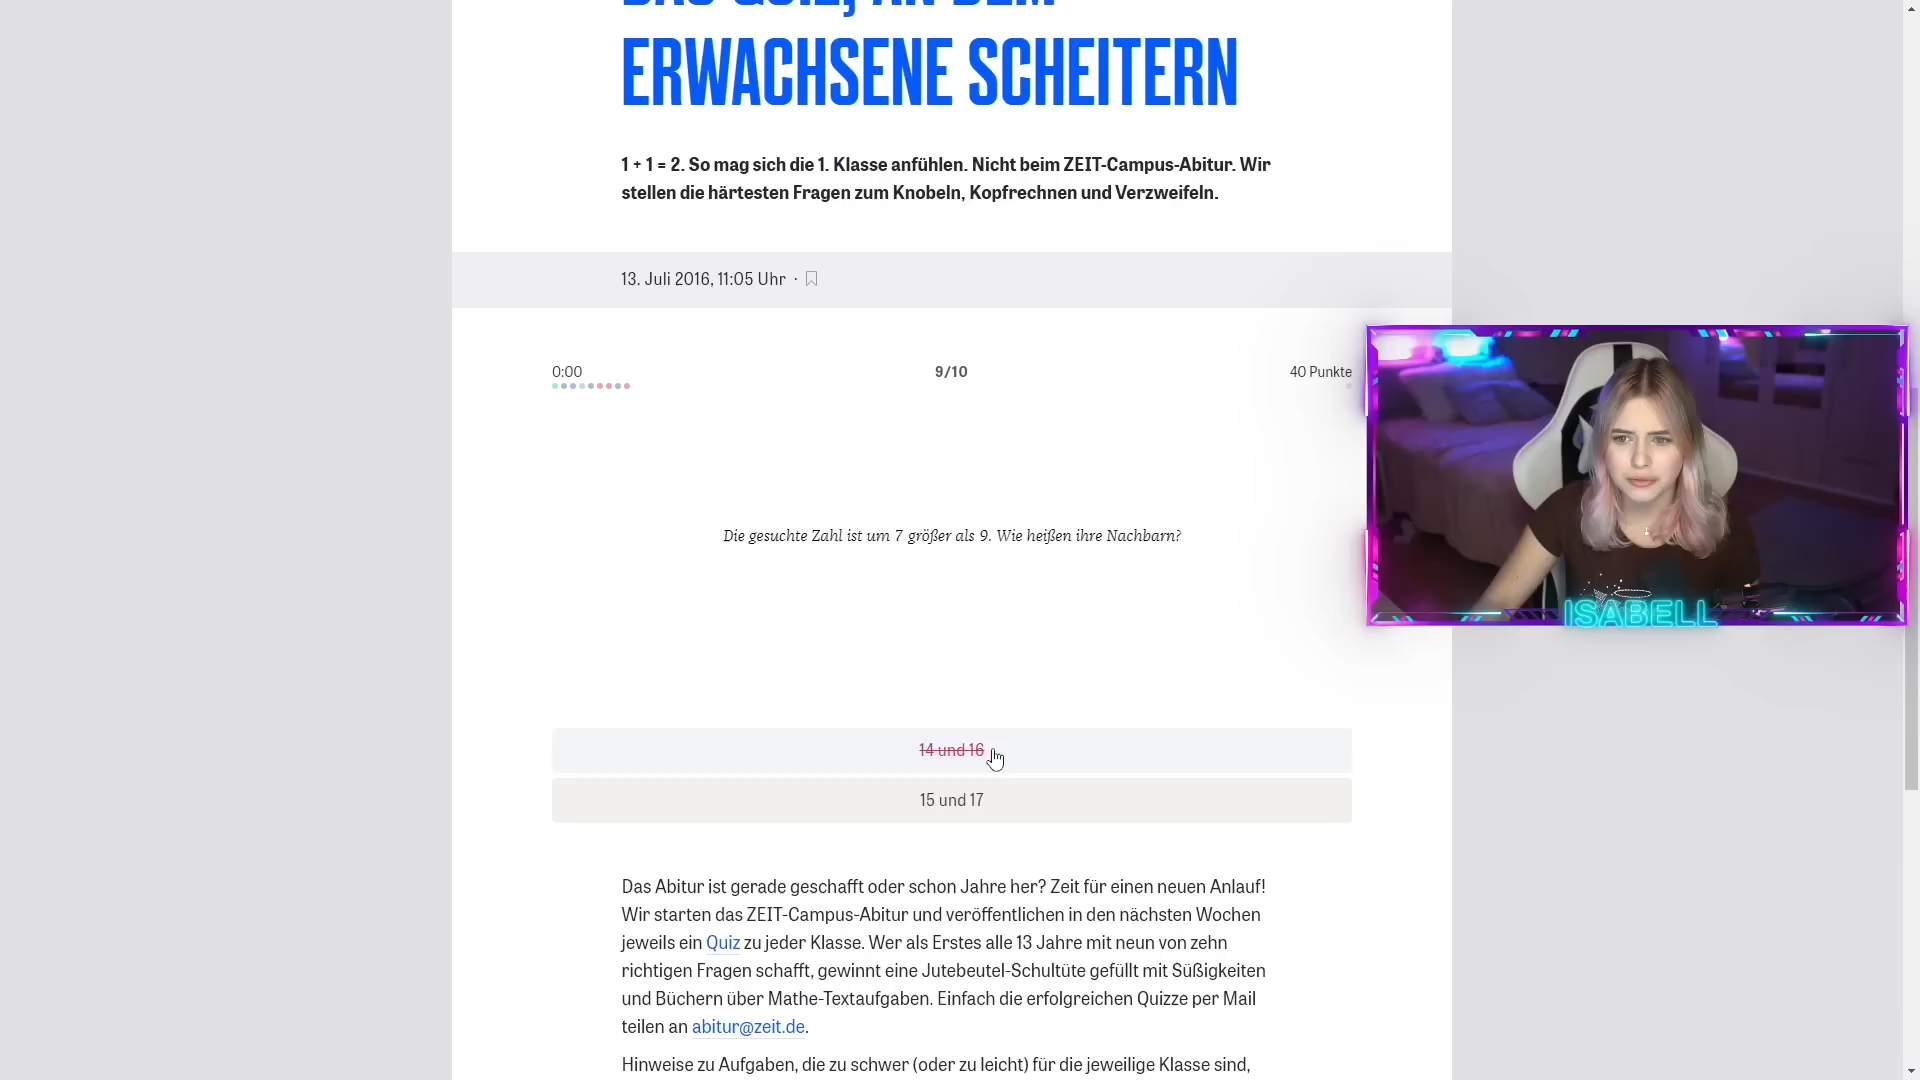 ERWACHSENE SCHEITERN
1 + 1 = 2. So mag sich die 1. Klasse anfühlen. Nicht beim ZEIT-Campus-Abitur. Wir
stellen die härtesten Fragen zum Knobeln, Kopfrechnen und Verzweifeln.
13. Juli 2016, 11:05 Uhr ·
0:00
9/10
40 Punkte
Die gesuchte Zahl ist um 7 größer als 9. Wie heißen ihre Nachbarn?
ISABELL
14 und 16
15 und 17
Das Abitur ist gerade geschafft oder schon Jahre her? Zeit für einen neuen Anlauf!
Wir starten das ZEIT-Campus-Abitur und veröffentlichen in den nächsten Wochen
jeweils ein Quiz zu jeder Klasse. Wer als Erstes alle 13 Jahre mit neun von zehn
richtigen Fragen schafft, gewinnt eine Jutebeutel-Schultüte gefüllt mit Süßigkeiten
und Büchern über Mathe-Textaufgaben. Einfach die erfolgreichen Quizze per Mail
teilen an abitur@zeit.de.
Hinweise zu Aufgaben, die zu schwer (oder zu leicht) für die jeweilige Klasse sind,